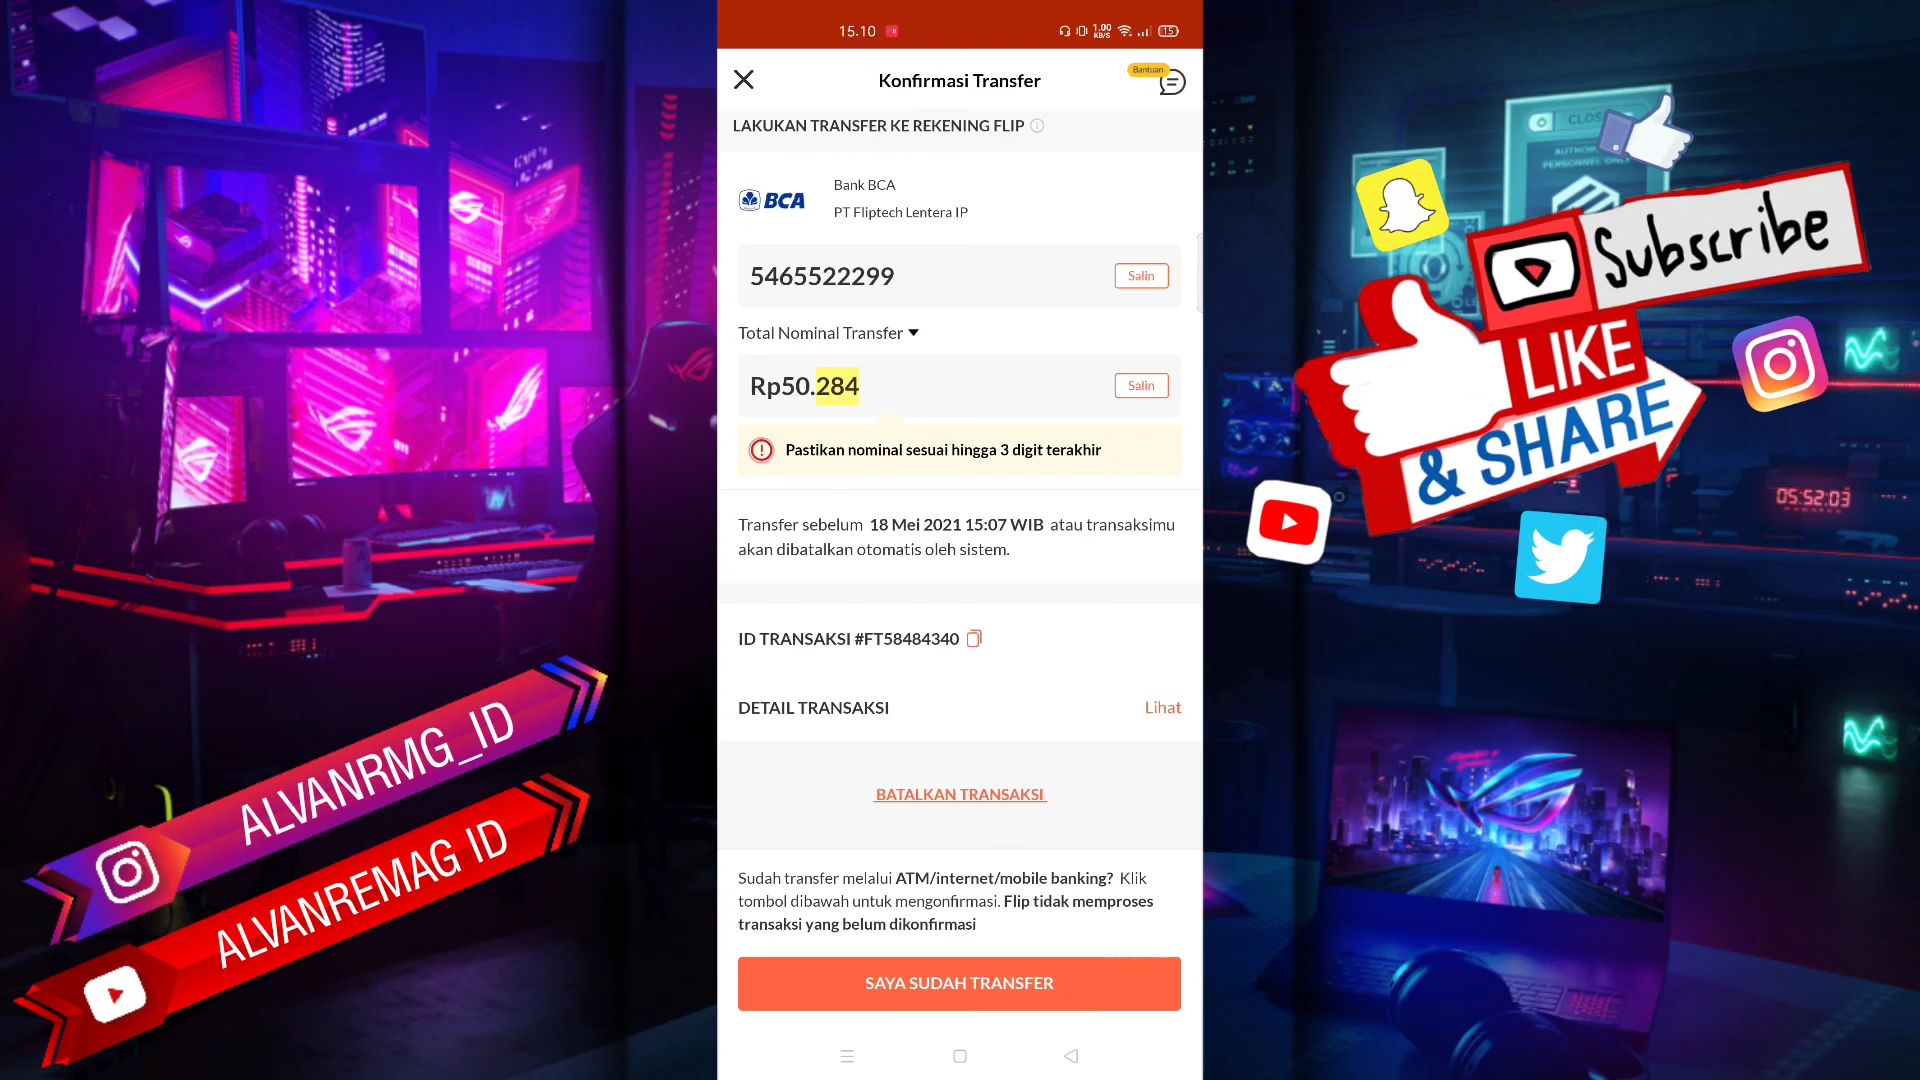 15.10
1.00
KB/S
15
Konfirmasi Transfer
Bantuan
LAKUKAN TRANSFER KE REKENING FLIP
BCA
Bank BCA
PT Fliptech Lentera IP
5465522299
Salin
Total Nominal Transfer
Rp50.284
Salin
Pastikan nominal sesuai hingga 3 digit terakhir
Transfer sebelum 18 Mei 2021 15:07 WIB atau transaksimu
akan dibatalkan otomatis oleh sistem.
ID TRANSAKSI #FT58484340
DETAIL TRANSAKSI
Lihat
BATALKAN TRANSAKSI
Sudah transfer melalui ATM/internet/mobile banking? Klik
tombol dibawah untuk mengonfirmasi. Flip tidak memproses
transaksi yang belum dikonfirmasi
SAYA SUDAH TRANSFER
ALVANRMG_ID
ALVANREMAG ID
Subscribe
LIKE
& SHARE
05:52:03